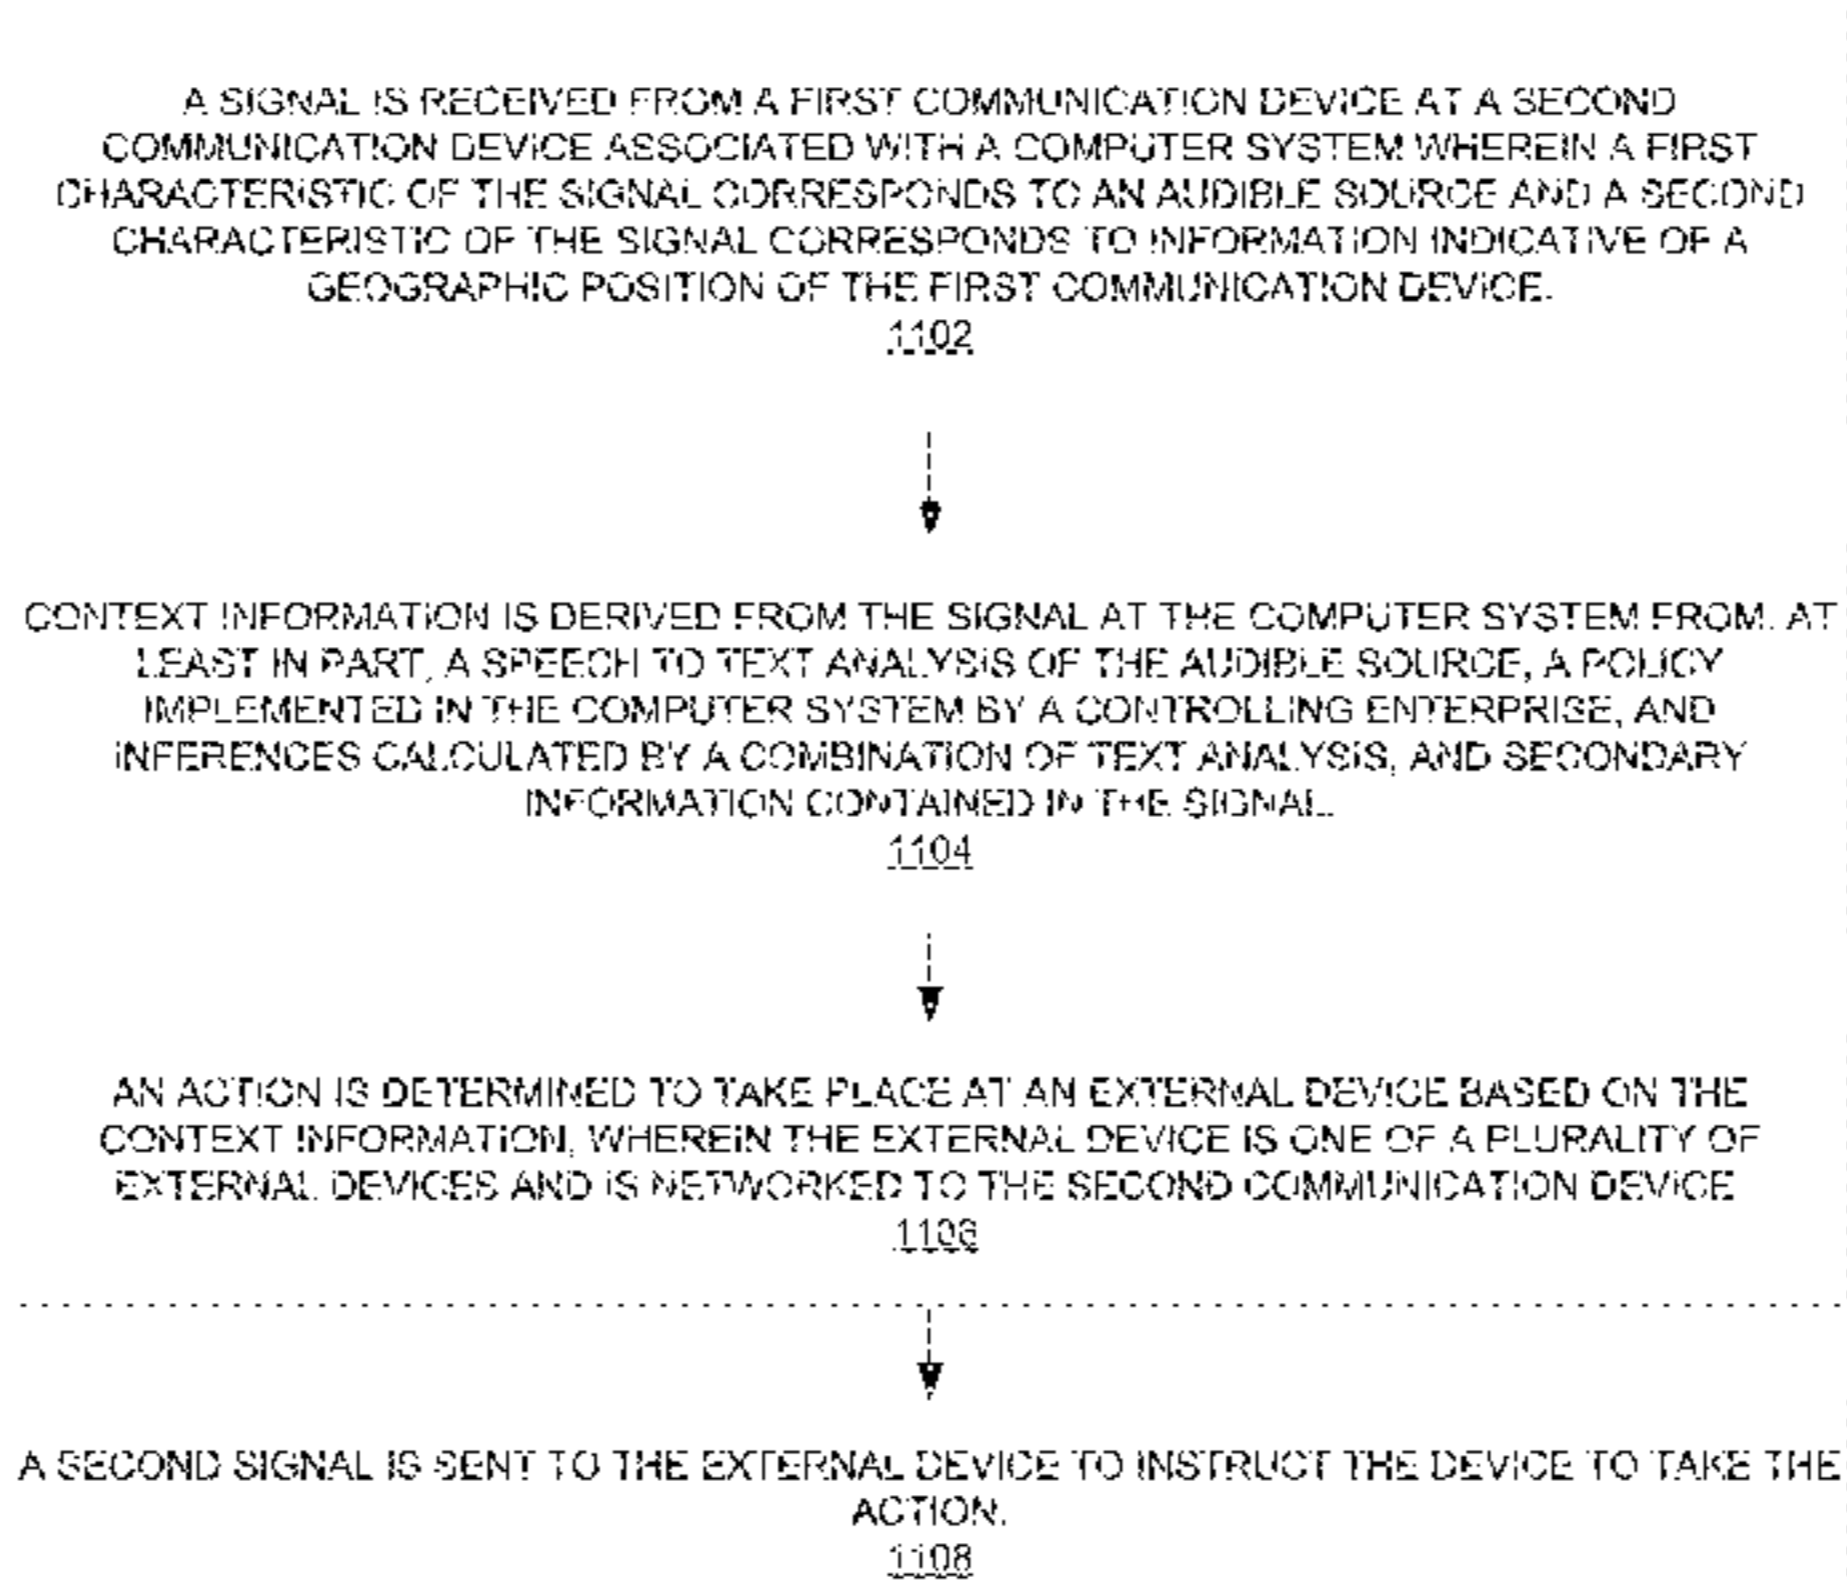 A SIGNAL IS RECEIVED FROM A FIRST COMMUNICATION DEVICE AT A SECOND
COMMUNICATION DEVICE ASSOCIATED WITH A COMPUTER SYSTEM WHEREIN A FIRST
CHARACTERISTIC OF THE SIGNAL CORRESPONDS TO AN AUDIBLE SOURCE AND A SECOND
CHARACTERISTIC OF THE SIGNAL CORRESPONDS TO INFORMATION INDICATIVE OF A
GEOGRAPHIC POSITION OF THE FIRST COMMUNICATION DEVICE.
1102
CONTEXT INFORMATION IS DERIVED FROM THE SIGNAL AT THE COMPUTER SYSTEM FROM, AT
LEAST IN PART, A SPEECH TO TEXT ANALYSIS OF THE AUDIBLE SOURCE, A POLICY
IMPLEMENTED IN THE COMPUTER SYSTEM BY A CONTROLLING ENTERPRISE, AND
INFERENCES CALCULATED BY A COMBINATION OF TEXT ANALYSIS, AND SECONDARY
INFORMATION CONTAINED IN THE SIGNAL.
1104
AN ACTION IS DETERMINED TO TAKE PLACE AT AN EXTERNAL DEVICE BASED ON THE
CONTEXT INFORMATION, WHEREIN THE EXTERNAL DEVICE IS ONE OF A PLURALITY OF
EXTERNAL DEVICES AND IS NETWORKED TO THE SECOND COMMUNICATION DEVICE
1106
A SECOND SIGNAL IS SENT TO THE EXTERNAL DEVICE TO INSTRUCT THE DEVICE TO TAKE THE
ACTION.
1108